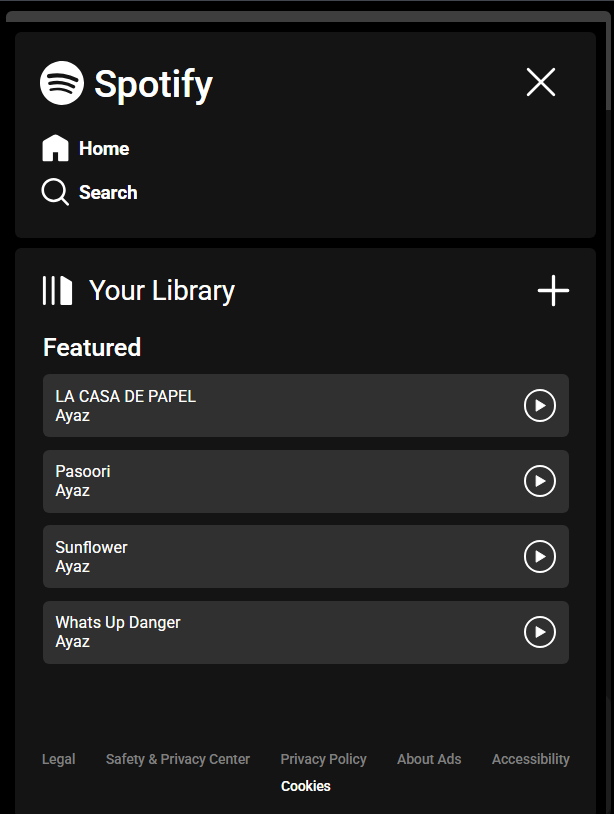 Spotify
Home
Search
Your Library
Featured
LA CASA DE PAPEL
Ayaz
Pasoori
Ayaz
Sunflower
Ayaz
Whats Up Danger
Ayaz
Legal Safety & Privacy Center Privacy Policy About Ads Accessibility
Cookies